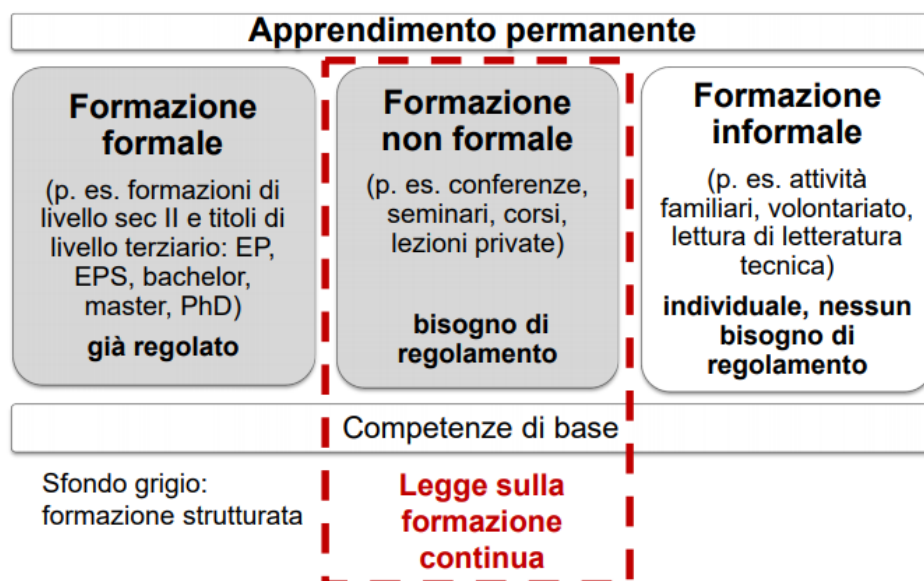 Apprendimento permanente
Formazione
formale
(p. es. formazioni di
livello sec II e titoli di
livello terziario: EP,
EPS, bachelor,
master, PhD)
già regolato
Formazione
non formale
(p. es. conferenze,
seminari, corsi,
lezioni private)
bisogno di
regolamento
Formazione
informale
(p. es. attività
familiari, volontariato,
lettura di letteratura
tecnica)
individuale, nessun
bisogno di
regolamento
Competenze di base
Sfondo grigio:
formazione strutturata
Legge sulla
formazione
continua